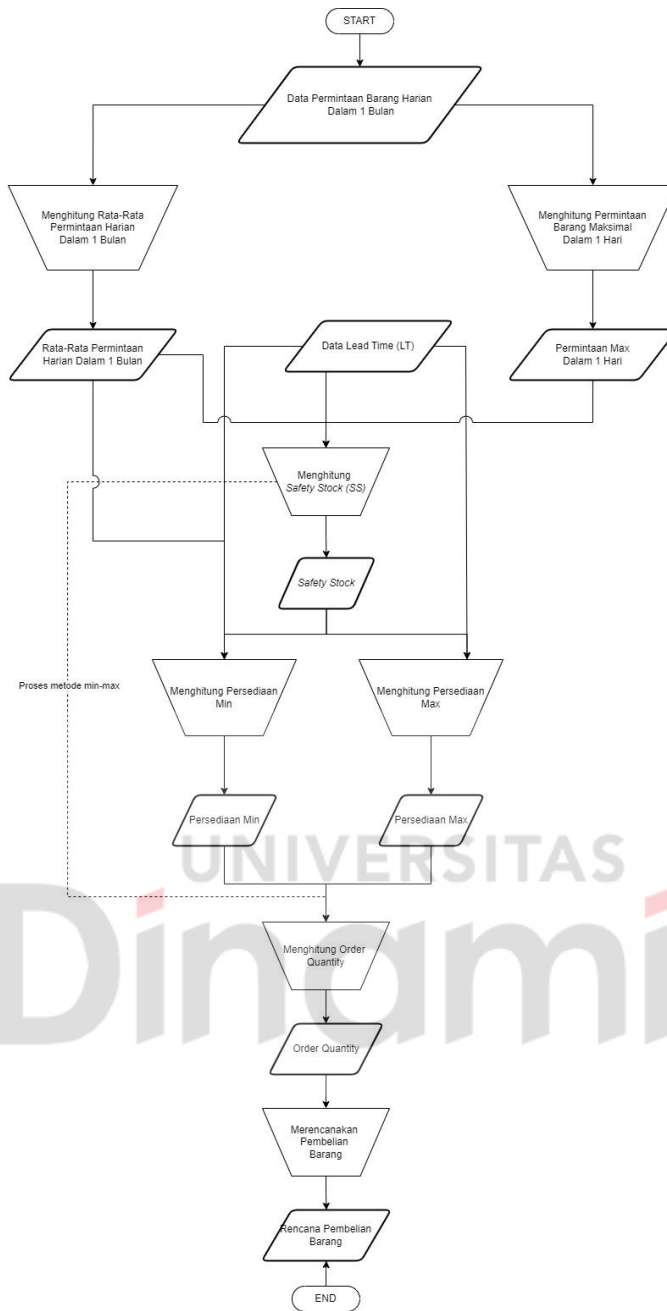 START
Data Permintaan Barang Harian
Dalam 1 Bulan
Menghitung Rata-Rata
Permintaan Harian
Dalam 1 Bulan
Menghitung Permintaan
Barang Maksimal
Dalam 1 Hari
Rata-Rata Permintaan
Harian Dalam 1 Bulan
Data Lead Time (LT)
Permintaan Max
Dalam 1 Hari
Menghitung
Safety Stock (SS)
Safety Stock
Proses metode min-max
Menghitung Persediaan
Min
Menghitung Persediaan
Max
Persediaan Min
Persediaan Max
UNIVERSITAS
Dinami
Menghitung Order
Quantity
Order Quantity
Merencanakan
Pembelian
Barang
Rencana Pembelian
Barang
END